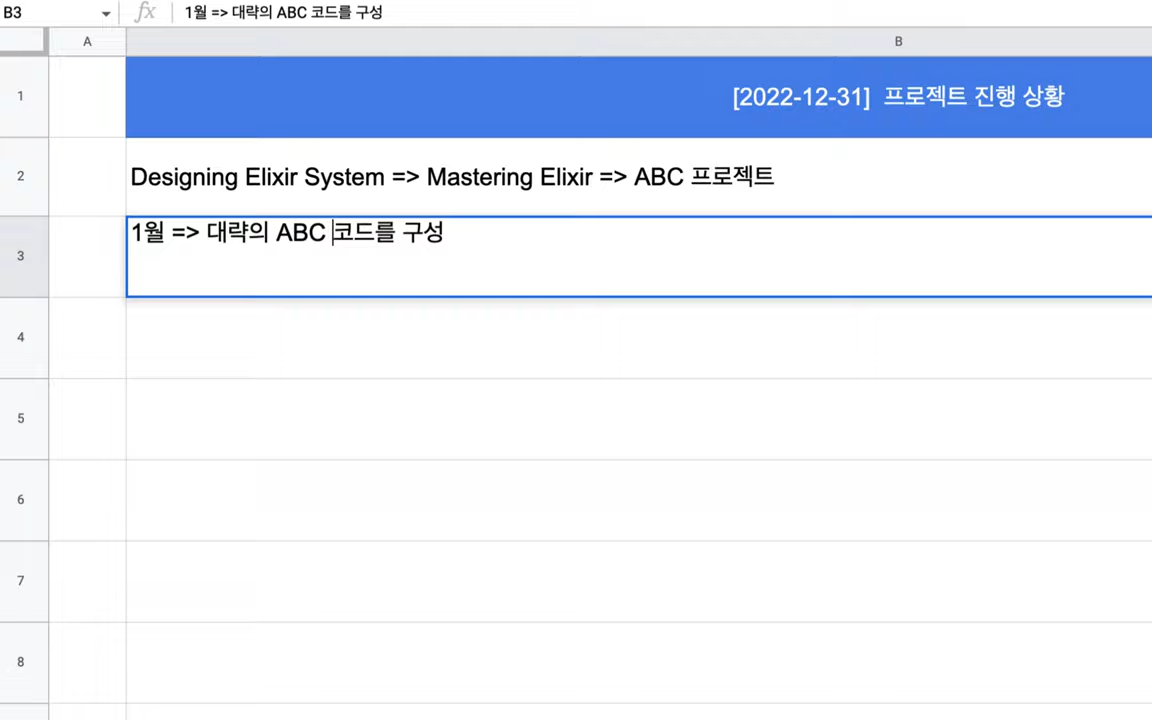 B3 fx 1월 => 대략의 ABC 코드를 구성
A B
1 [2022-12-31] 프로젝트 진행 상황
2 Designing Elixir System => Mastering Elixir => ABC 프로젝트
3 1월 => 대략의 ABC 코드를 구성
4
5
6
7
8